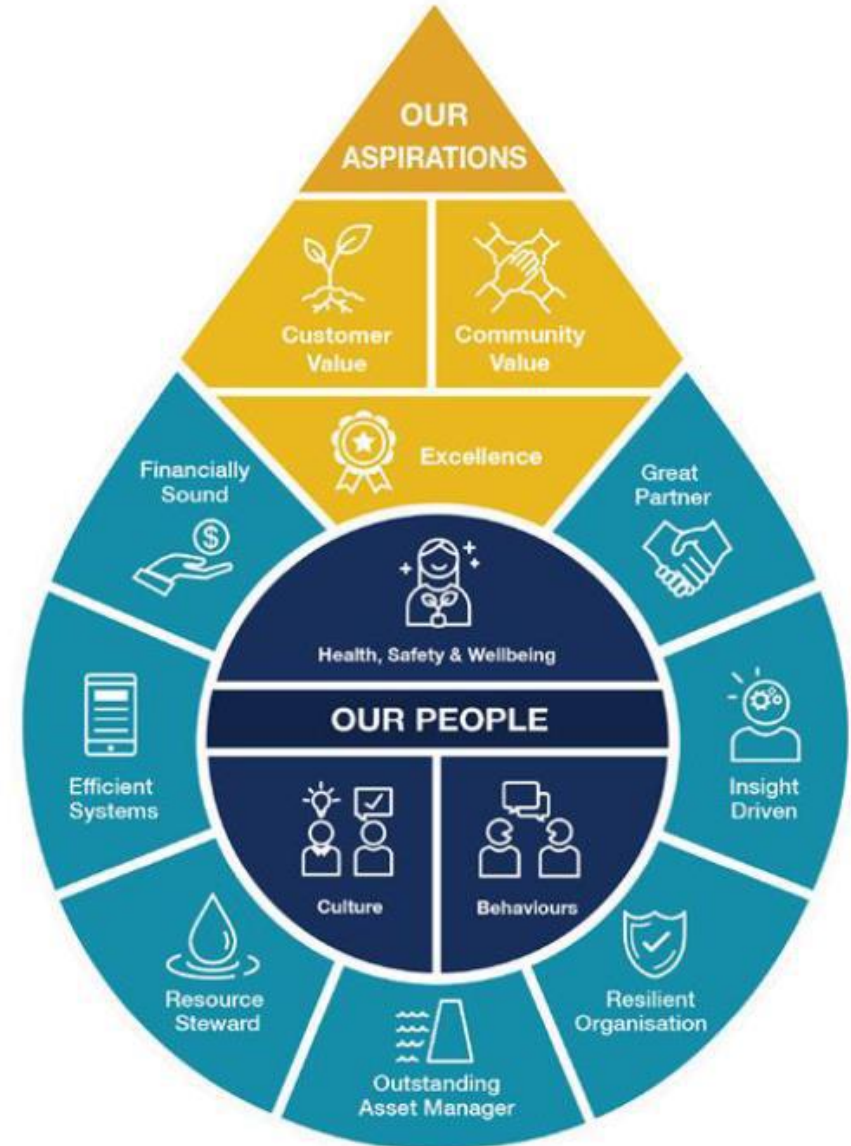 OUR
ASPIRATIONS
Customer
Value
Community
Value
Excellence
Financially
Sound
Great
Partner
Health, Safety & Wellbeing
OUR PEOPLE
Efficient
Systems
Insight
Driven
Culture
Behaviours
Resource
Steward
Resilient
Organisation
Outstanding
Asset Manager